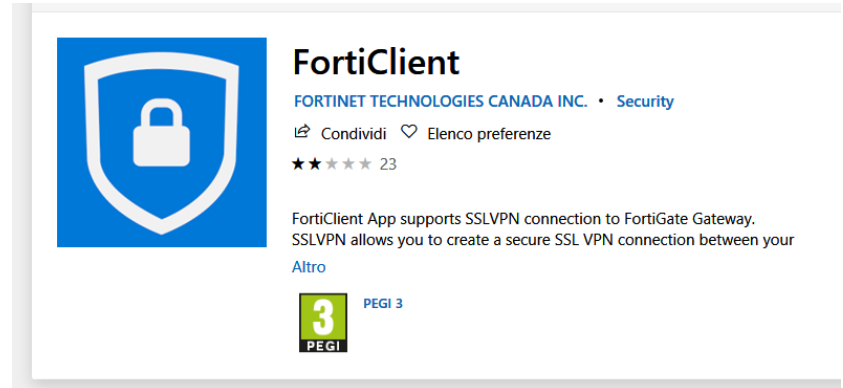 FortiClient
FORTINET TECHNOLOGIES CANADA INC. • Security
Condividi Elenco preferenze
23
FortiClient App supports SSLVPN connection to FortiGate Gateway.
SSLVPN allows you to create a secure SSL VPN connection between your
Altro
3
PEGI
PEGI 3